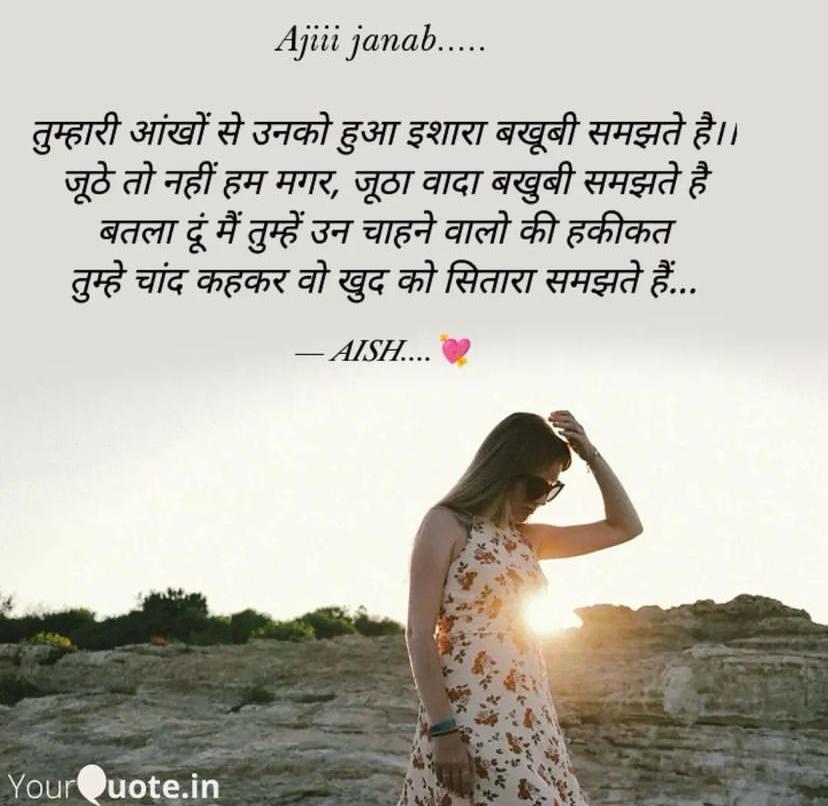 Ajiii janab.....
तुम्हारी आंखों से उनको हुआ इशारा बखूबी समझते है।।
जूठे तो नहीं हम मगर, जूठा वादा बखुबी समझते है
बतला दूं मैं तुम्हें उन चाहने वालो की हकीकत
तुम्हे चांद कहकर वो खुद को सितारा समझते हैं...
— AISH.... 💘
YourQuote.in